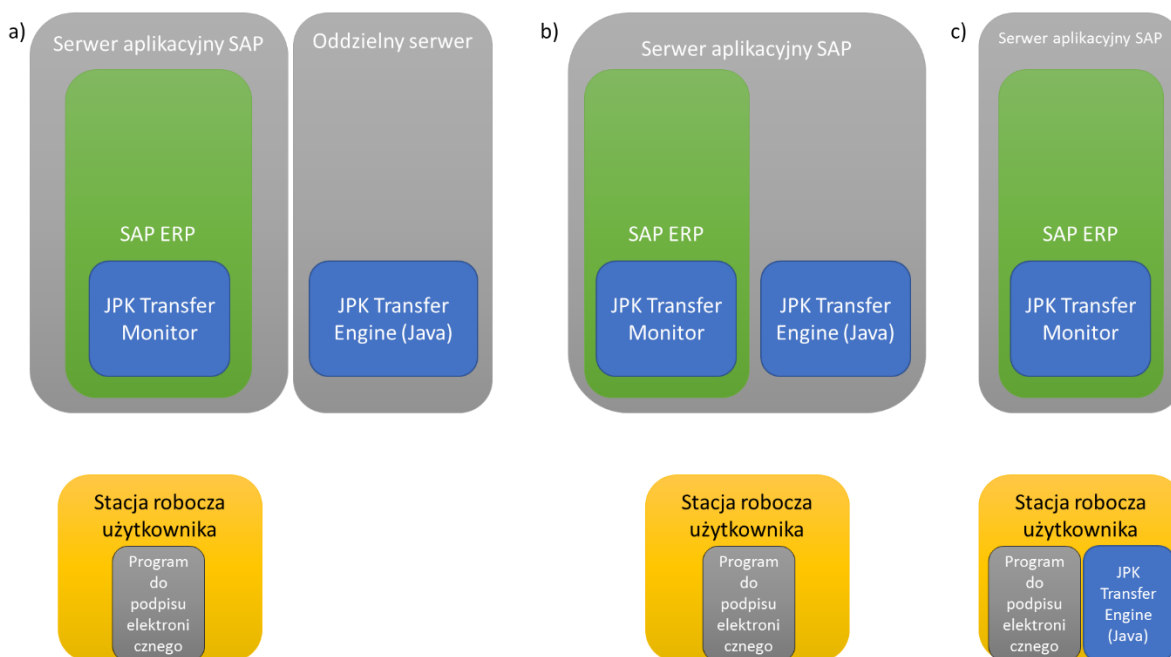 a)
Serwer aplikacyjny SAP
SAP ERP
JPK Transfer
Monitor
Oddzielny serwer
JPK Transfer
Engine (Java)
Stacja robocza
użytkownika
Program
do
podpisu
elektroni
cznego
b)
Serwer aplikacyjny SAP
SAP ERP
JPK Transfer
Monitor
JPK Transfer
Engine (Java)
Stacja robocza
użytkownika
Program
do
podpisu
elektroni
cznego
c)
Serwer aplikacyjny SAP
SAP ERP
JPK Transfer
Monitor
Stacja robocza
użytkownika
Program
do
podpisu
elektroni
cznego
JPK
Transfer
Engine
(Java)